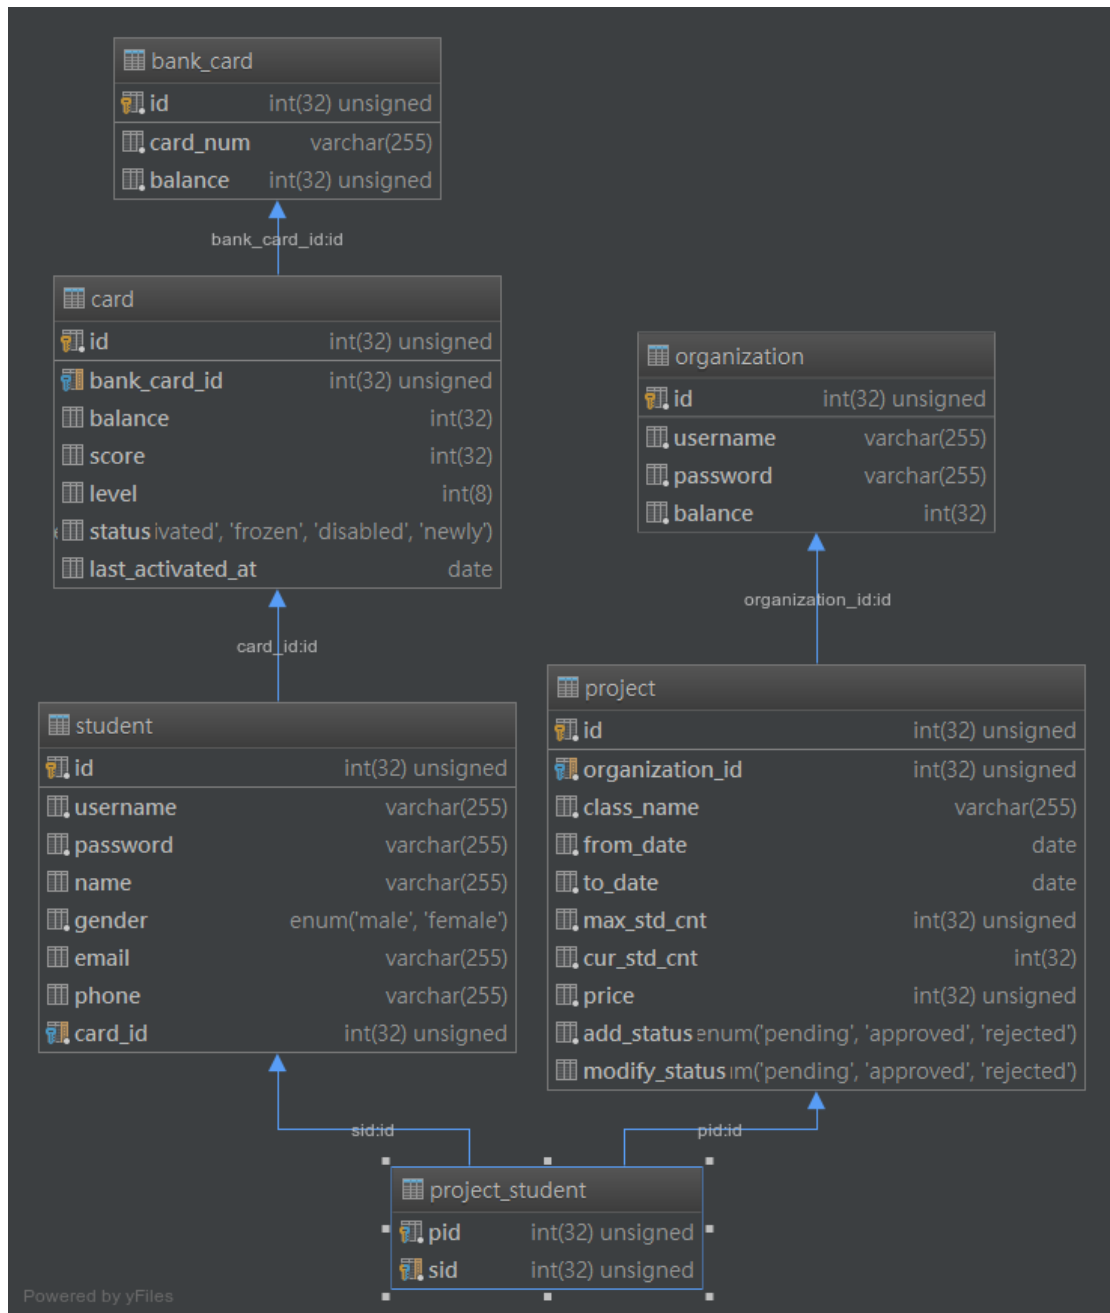 bank_card
id int(32) unsigned
card_num varchar(255)
balance int(32) unsigned
bank_card_id:id
card
id int(32) unsigned
bank_card_id int(32) unsigned
balance int(32)
score int(32)
level int(8)
status ivated', 'frozen', 'disabled', 'newly')
last_activated_at date
card_id:id
student
id int(32) unsigned
username varchar(255)
password varchar(255)
name varchar(255)
gender enum('male', 'female')
email varchar(255)
phone varchar(255)
card_id int(32) unsigned
organization
id int(32) unsigned
username varchar(255)
password varchar(255)
balance int(32)
organization_id:id
project
id int(32) unsigned
organization_id int(32) unsigned
class_name varchar(255)
from_date date
to_date date
max_std_cnt int(32) unsigned
cur_std_cnt int(32)
price int(32) unsigned
add_status enum('pending', 'approved', 'rejected')
modify_status ım('pending', 'approved', 'rejected')
sid:id
pid:id
project_student
pid int(32) unsigned
sid int(32) unsigned
Powered by yFiles